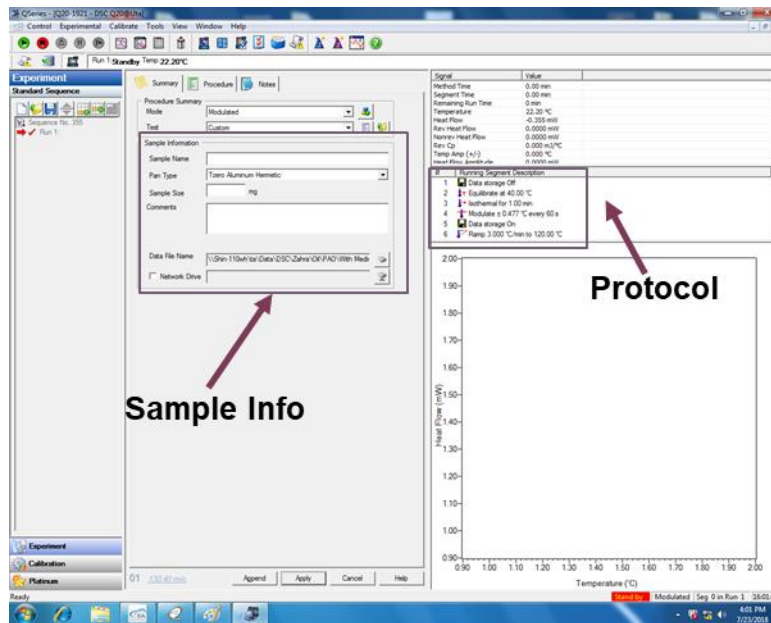 QSeries - [Q20-1921 - DSC Q20@Uta]
Control Experimental Calibrate Tools View Window Help
Run 1 Standby Temp 22.20°C
Experiment
Standard Sequence
Sequence No. 355
Run 1:
Experiment
Calibration
Platinum
Summary Procedure Notes
Procedure Summary
Mode Modulated
Test Custom
Sample Information
Sample Name
Pan Type Tzero Aluminum Hermetic
Sample Size mg
Comments
Data File Name
Network Drive
Sample Info
Append Apply Cancel Help
Signal Value
Method Time 0.00 min
Segment Time 0.00 min
Remaining Run Time 0 min
Temperature 22.20 °C
Heat Flow -0.355 mW
Rev Heat Flow 0.0000 mW
Nonrev Heat Flow 0.0000 mW
Rev Cp 0.000 mJ/°C
Temp Amp (+/-) 0.000 °C
Heat Flow Amplitude 0.0000 mW
# Running Segment Description
1 Data storage Off
2 Equilibrate at 40.00 °C
3 Isothermal for 1.00 min
4 Modulate ± 0.477 °C every 60 s
5 Data storage On
6 Ramp 3.000 °C/min to 120.00 °C
Protocol
2.00
1.90
1.80
1.70
1.60
1.50
1.40
1.30
1.20
1.10
1.00
0.90
Heat Flow (mW)
0.90 1.00 1.10 1.20 1.30 1.40 1.50 1.60 1.70 1.80 1.90 2.00
Temperature (°C)
Ready
Stand by Modulated Seg 0 in Run 1
4:01 PM
7/23/2018